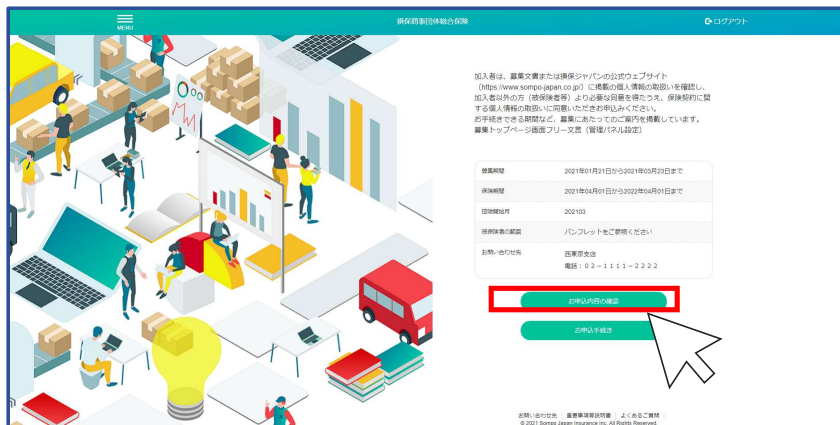 MENU
損保商事団体総合保険
ログアウト
加入者は、募集文書または損保ジャパンの公式ウェブサイト
（https://www.sompo-japan.co.jp/）に掲載の個人情報の取扱いを確認し、
加入者以外の方（被保険者等）より必要な同意を得たうえ、保険契約に関
する個人情報の取扱いに同意いただきお申込みください。
お手続きできる期間など、募集にあたってのご案内を掲載しています。
募集トップページ画面フリー文言（管理パネル設定）
募集期間 2021年01月21日から2021年03月23日まで
保険期間 2021年04月01日から2022年04月01日まで
控除開始月 202103
被保険者の範囲 パンフレットをご参照ください
お問い合わせ先 西東京支店
電話：０２－１１１１－２２２２
お申込内容の確認
お申込手続き
お問い合わせ先 重要事項等説明書 よくあるご質問
© 2021 Sompo Japan Insurance Inc. All Rights Reserved.